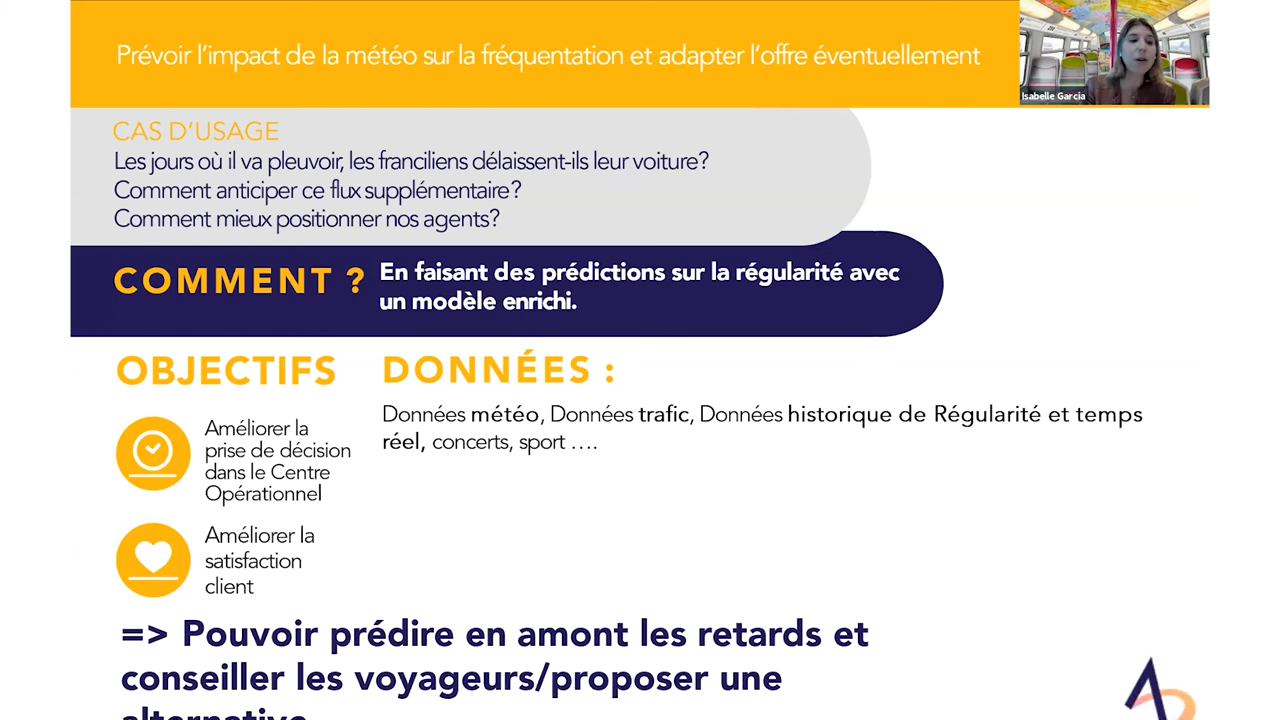 Prévoir l’impact de la météo sur la fréquentation et adapter l’offre éventuellement
Isabelle Garcia
CAS D’USAGE
Les jours où il va pleuvoir, les franciliens délaissent-ils leur voiture?
Comment anticiper ce flux supplémentaire?
Comment mieux positionner nos agents?
COMMENT ?
En faisant des prédictions sur la régularité avec
un modèle enrichi.
OBJECTIFS
Améliorer la
prise de décision
dans le Centre
Opérationnel
Améliorer la
satisfaction
client
DONNÉES :
Données météo, Données trafic, Données historique de Régularité et temps
réel, concerts, sport ….
=> Pouvoir prédire en amont les retards et
conseiller les voyageurs/proposer une
alternative